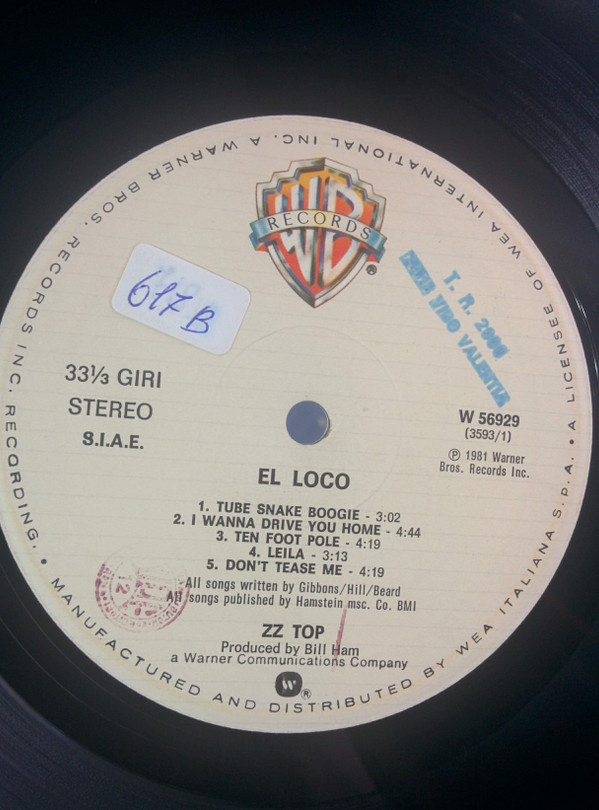 A WARNER BROS. RECORDS INC. RECORDING. • MANUFACTURED AND DISTRIBUTED BY WEA ITALIANA S.p.A. • A LICENSEE OF WEA INTERNATIONAL INC.
WB
RECORDS
®
617 B
T. M. 2000
VIDO VALENTE
33⅓ GIRI
STEREO
S.I.A.E.
W 56929
(3593/1)
Ⓟ 1981 Warner
Bros. Records Inc.
EL LOCO
1. TUBE SNAKE BOOGIE - 3:02
2. I WANNA DRIVE YOU HOME - 4:44
3. TEN FOOT POLE - 4:19
4. LEILA - 3:13
5. DON'T TEASE ME - 4:19
All songs written by Gibbons/Hill/Beard
All songs published by Hamstein msc. Co. BMI
ZZ TOP
Produced by Bill Ham
a Warner Communications Company
W ®